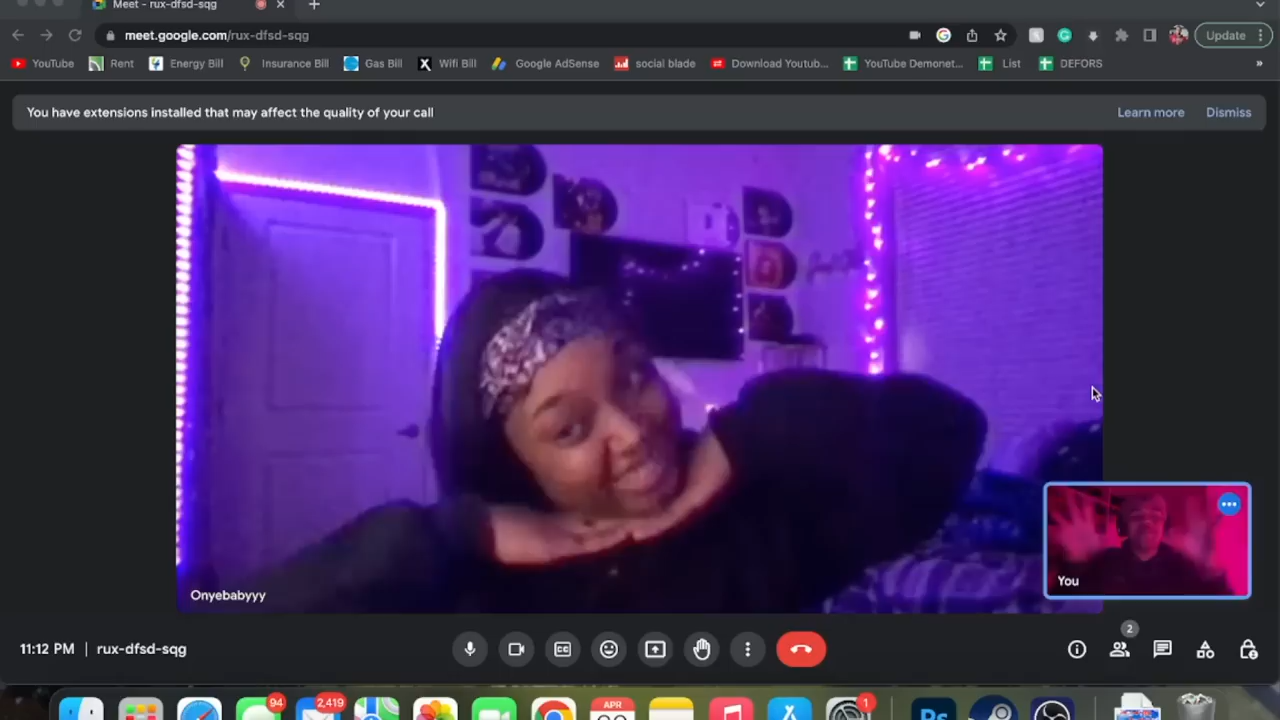 Meet - rux-dfsd-sqg
meet.google.com/rux-dfsd-sqg
Update
YouTube Rent Energy Bill Insurance Bill Gas Bill Wifi Bill Google AdSense social blade Download Youtub... YouTube Demonet... List DEFORS »
You have extensions installed that may affect the quality of your call Learn more Dismiss
You
Onyebabyyy
2
11:12 PM | rux-dfsd-sqg
CC
94
2,419
APR
1
Ps